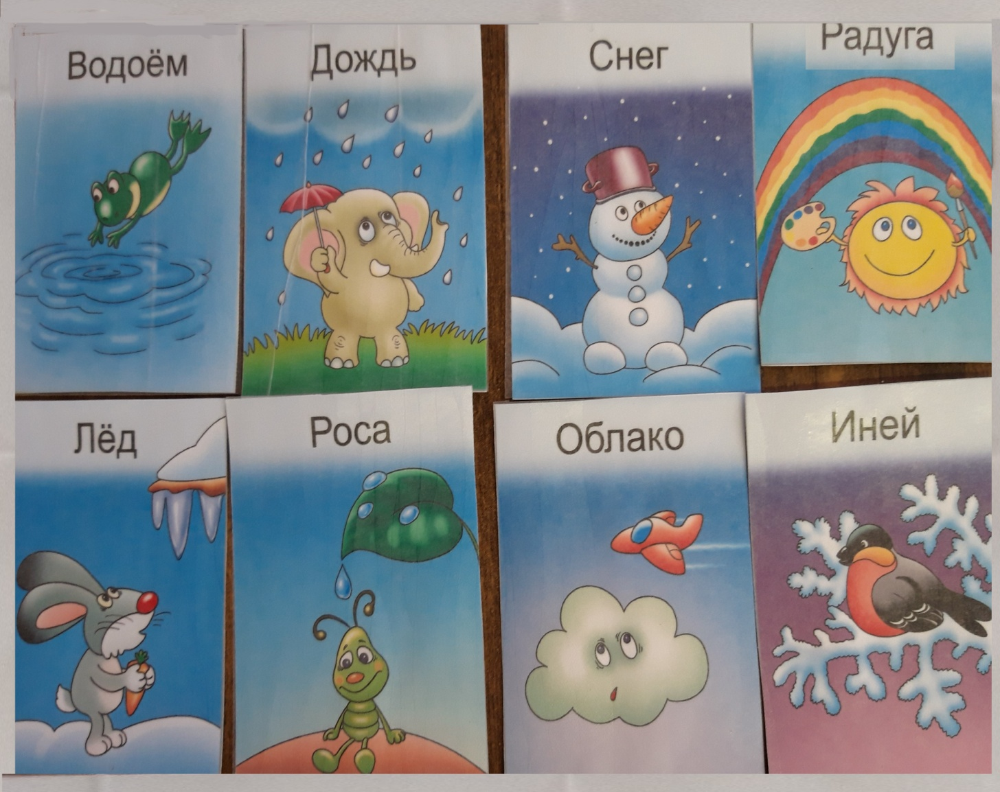 Водоём
Дождь
Снег
Радуга
Лёд
Роса
Облако
Иней